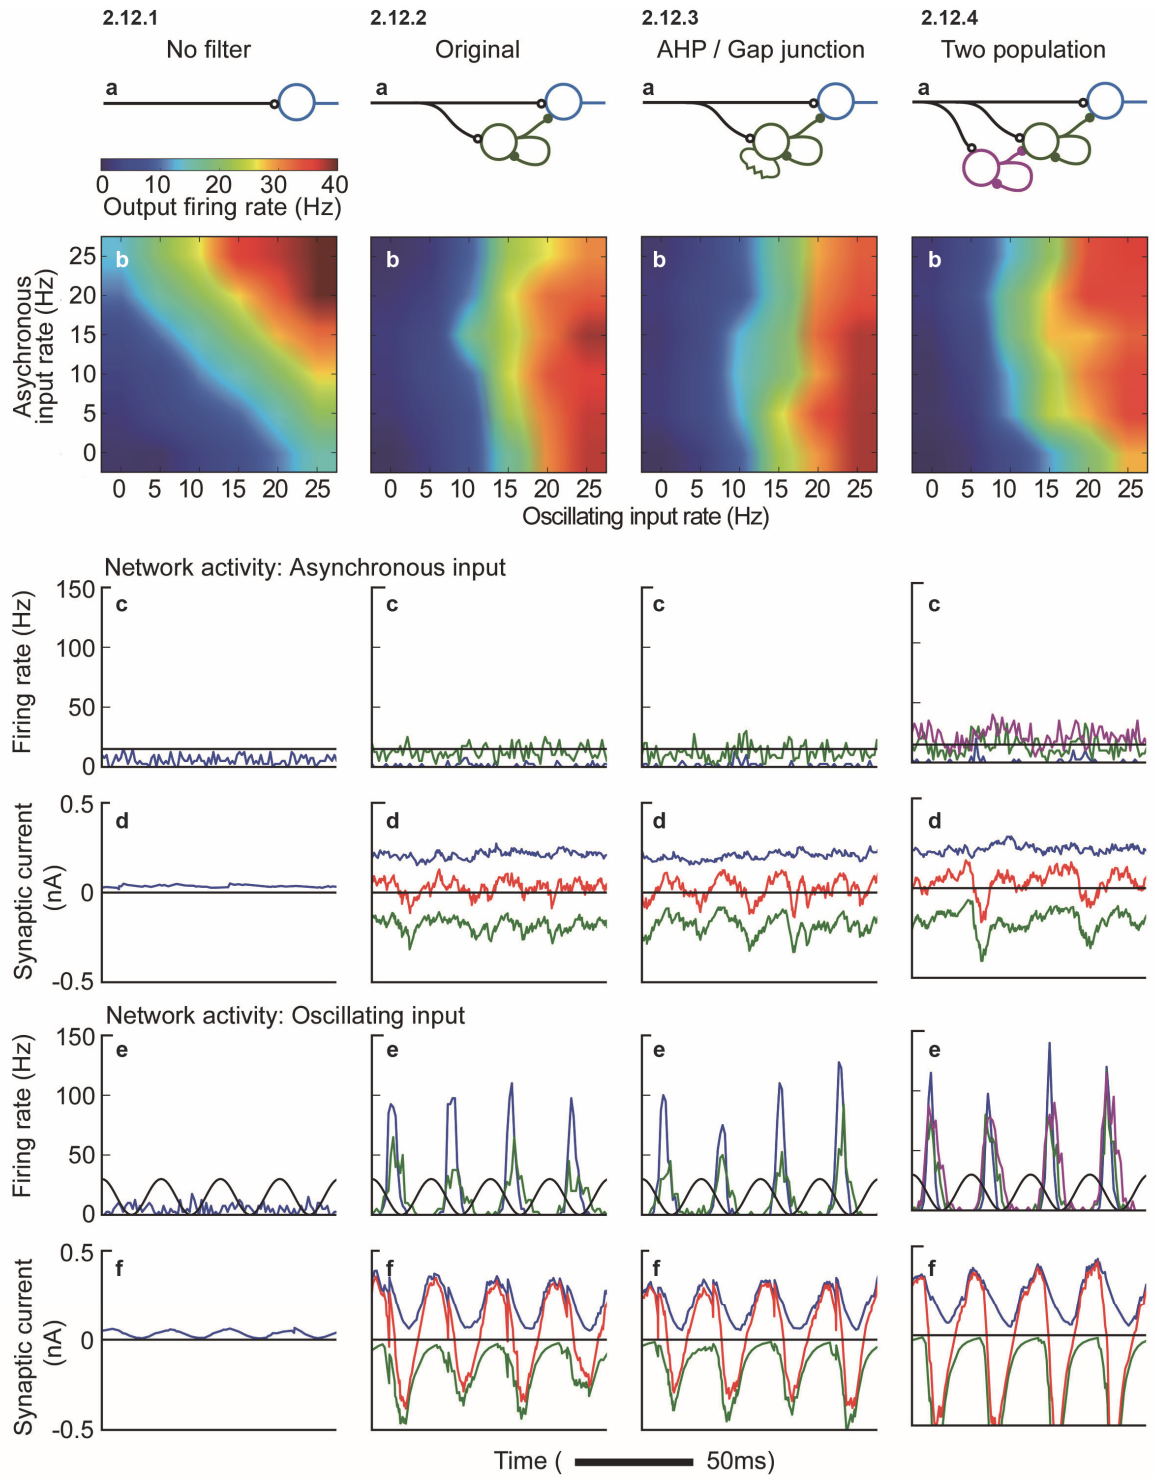 2.12.1 2.12.2 2.12.3 2.12.4
No filter Original AHP / Gap junction Two population
a a a a
0 10 20 30 40
Output firing rate (Hz)
Asychronous
input rate (Hz)
25
20
15
10
5
0
b b b b
0 5 10 15 20 25 0 5 10 15 20 25 0 5 10 15 20 25 0 5 10 15 20 25
Oscillating input rate (Hz)
Network activity: Asynchronous input
Firing rate (Hz)
150
100
50
0
c c c c
Synaptic current
(nA)
0.5
0
-0.5
d d d d
Network activity: Oscillating input
Firing rate (Hz)
150
100
50
0
e e e e
Synaptic current
(nA)
0.5
0
-0.5
f f f f
Time ( 50ms)